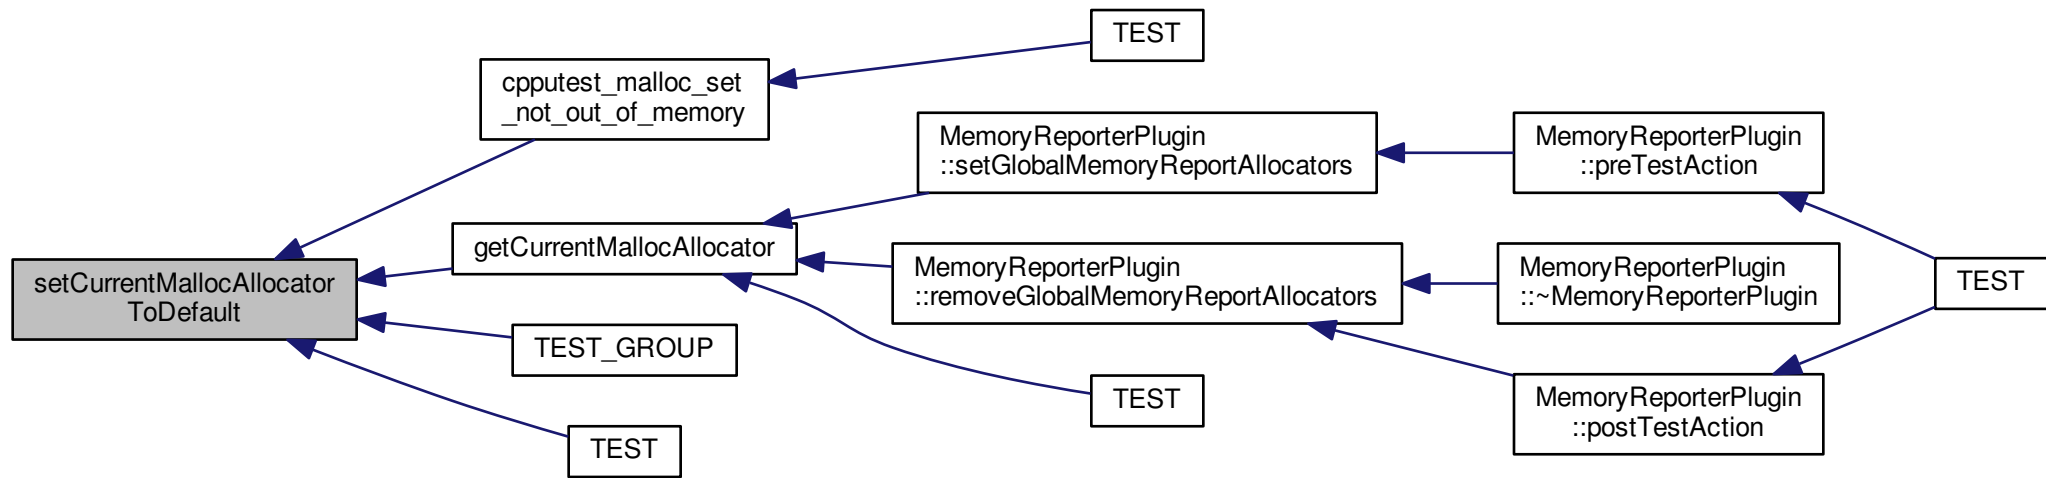 setCurrentMallocAllocator
ToDefault
cpputest_malloc_set
_not_out_of_memory
TEST
getCurrentMallocAllocator
MemoryReporterPlugin
::setGlobalMemoryReportAllocators
MemoryReporterPlugin
::preTestAction
TEST
MemoryReporterPlugin
::removeGlobalMemoryReportAllocators
MemoryReporterPlugin
::~MemoryReporterPlugin
MemoryReporterPlugin
::postTestAction
TEST
TEST_GROUP
TEST